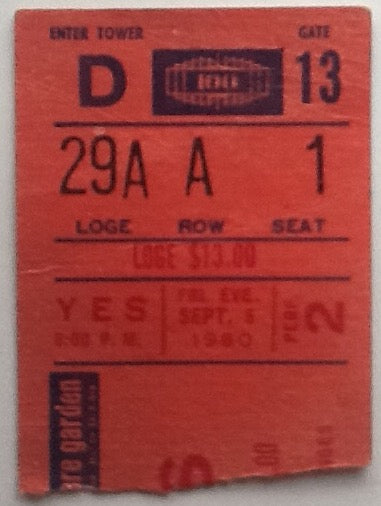 ENTER TOWER GATE
D 13
29A A 1
LOGE ROW SEAT
LOGE $13.00
YES FRI. EVE. PERF. 2
8:00 P.M. SEPT. 5
1980
re garden